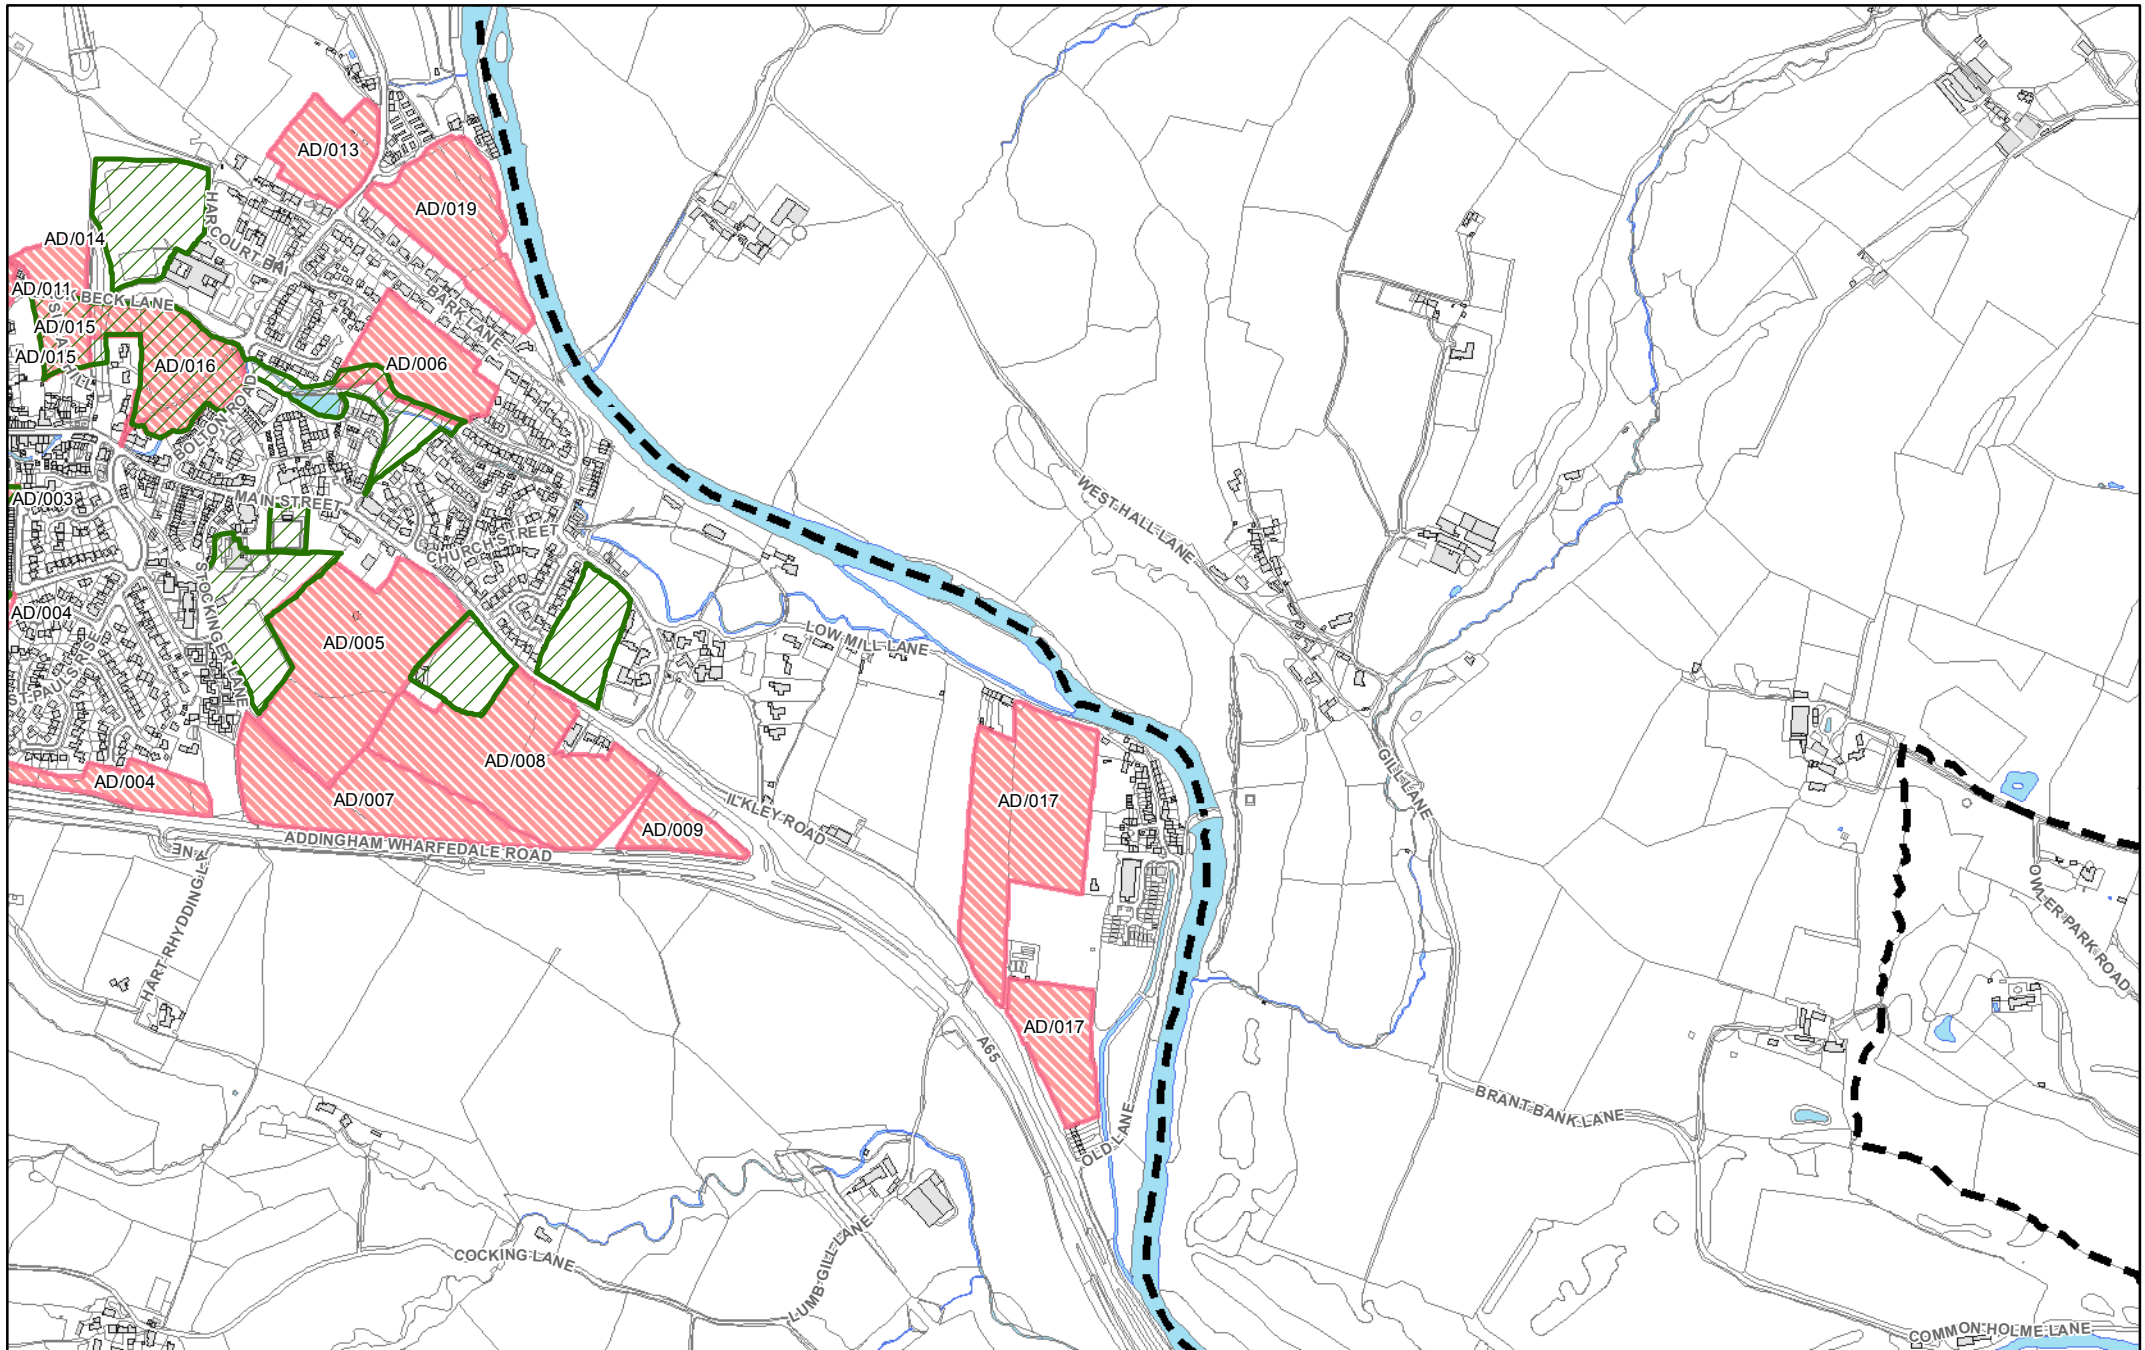 AD/013
AD/019
HARCOURT
AD/014
AD/011
BECK LANE
BARK LANE
AD/015
AD/015
HILL
AD/016
AD/006
BOLTON ROAD
MAIN STREET
AD/003
WEST HALL LANE
CHURCH STREET
STOCKINGER LANE
AD/004
AD/005
LOW MILL LANE
ST. PAULS RISE
AD/008
GILL LANE
AD/004
AD/007
AD/017
ILKLEY ROAD
AD/009
ADDINGHAM WHARFEDALE ROAD
HART RHYDDING LANE
OWLER PARK ROAD
AD/017
A65
BRANT BANK LANE
OLD LANE
COCKING LANE
LUMB GILL LANE
COMMON HOLME LANE